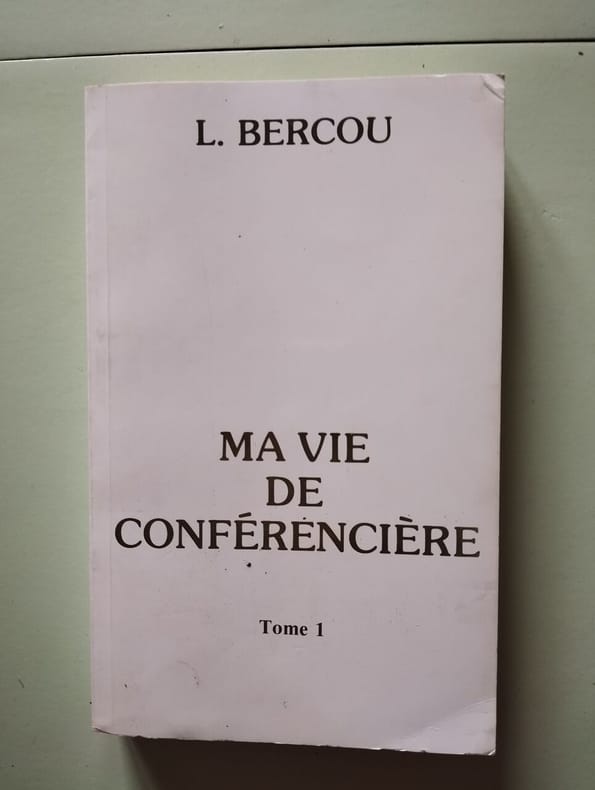 L. BERCOU
MA VIE
DE
CONFÉRENCIÈRE
Tome 1